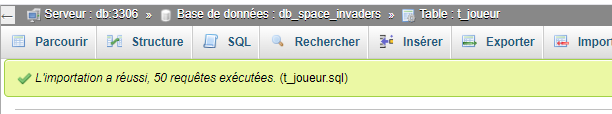 Serveur : db:3306 » Base de données : db_space_invaders » Table : t_joueur
Parcourir Structure SQL Rechercher Insérer Exporter Import
L'importation a réussi, 50 requêtes exécutées. (t_joueur.sql)